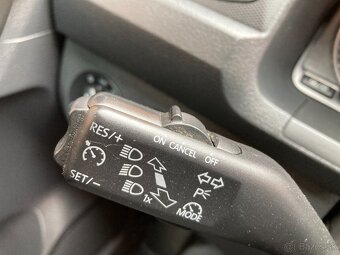 RES/+
ON CANCEL OFF
SET/-
1x
P
MODE